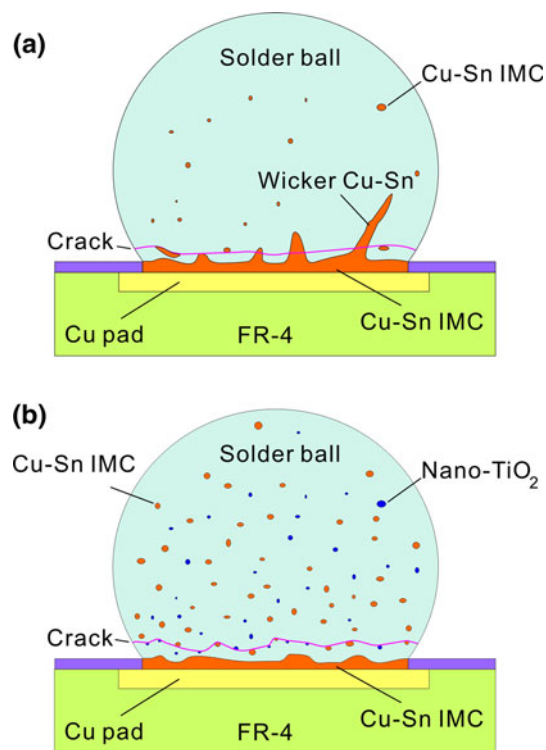 (a)
Solder ball
Cu-Sn IMC
Wicker Cu-Sn
Crack
Cu pad
FR-4
Cu-Sn IMC
(b)
Cu-Sn IMC
Solder ball
Nano-TiO₂
Crack
Cu pad
FR-4
Cu-Sn IMC